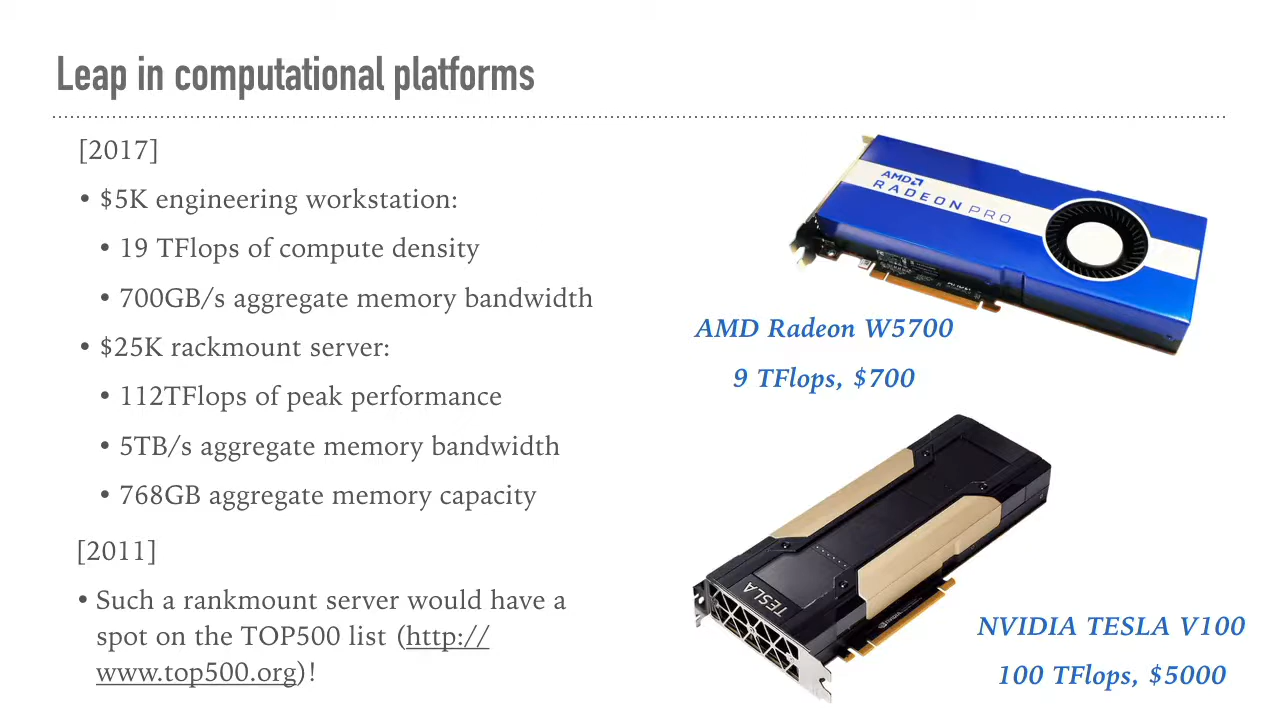 Leap in computational platforms
[2017]
• $5K engineering workstation:
• 19 TFlops of compute density
• 700GB/s aggregate memory bandwidth
• $25K rackmount server:
• 112TFlops of peak performance
• 5TB/s aggregate memory bandwidth
• 768GB aggregate memory capacity
[2011]
• Such a rankmount server would have a
spot on the TOP500 list (http://
www.top500.org)!
AMD
RADEON PRO
AMD Radeon W5700
9 TFlops, $700
TESLA
NVIDIA TESLA V100
100 TFlops, $5000